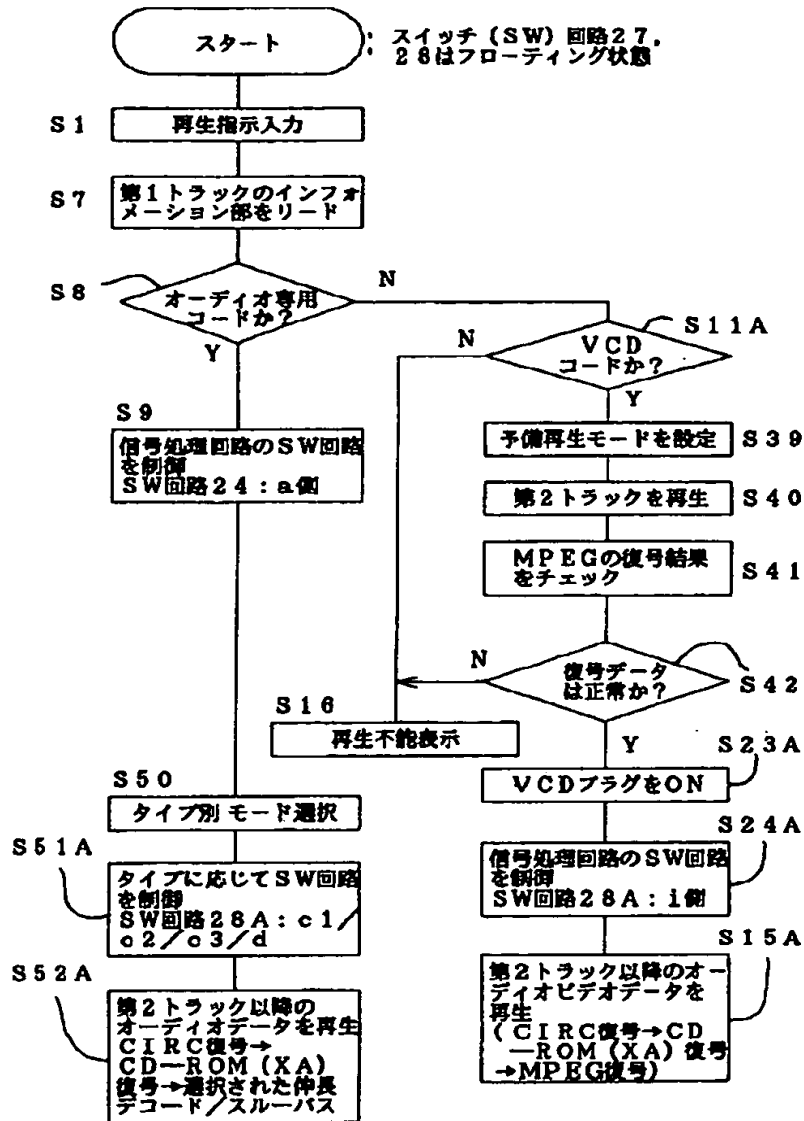 スタート
: スイッチ(SW)回路27,
: 28はフローティング状態
S1
再生指示入力
S7
第1トラックのインフォ
メーション部をリード
S8
オーディオ専用
コードか?
N
Y
S11A
VCD
コードか?
N
Y
S9
信号処理回路のSW回路
を制御
SW回路24:a側
予備再生モードを設定
S39
第2トラックを再生
S40
MPEGの復号結果
をチェック
S41
復号データ
は正常か?
N
S42
Y
S16
再生不能表示
S23A
VCDフラグをON
S50
タイプ別モード選択
S24A
信号処理回路のSW回路
を制御
SW回路28A:i側
S51A
タイプに応じてSW回路
を制御
SW回路28A:c1/
c2/c3/d
S15A
第2トラック以降のオー
ディオビデオデータを
再生
(CIRC復号→CD
―ROM(XA)復号
→MPEG復号)
S52A
第2トラック以降の
オーディオデータを再生
CIRC復号→
CD―ROM(XA)
復号→選択された伸長
デコード/スルーパス